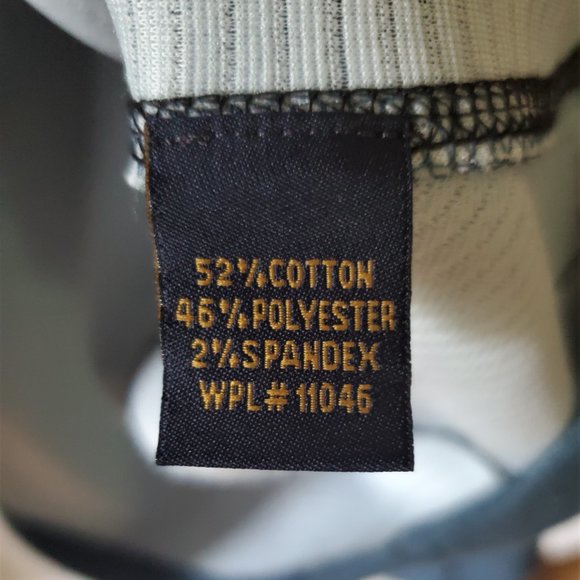 52% COTTON
46% POLYESTER
2% SPANDEX
WPL# 11046